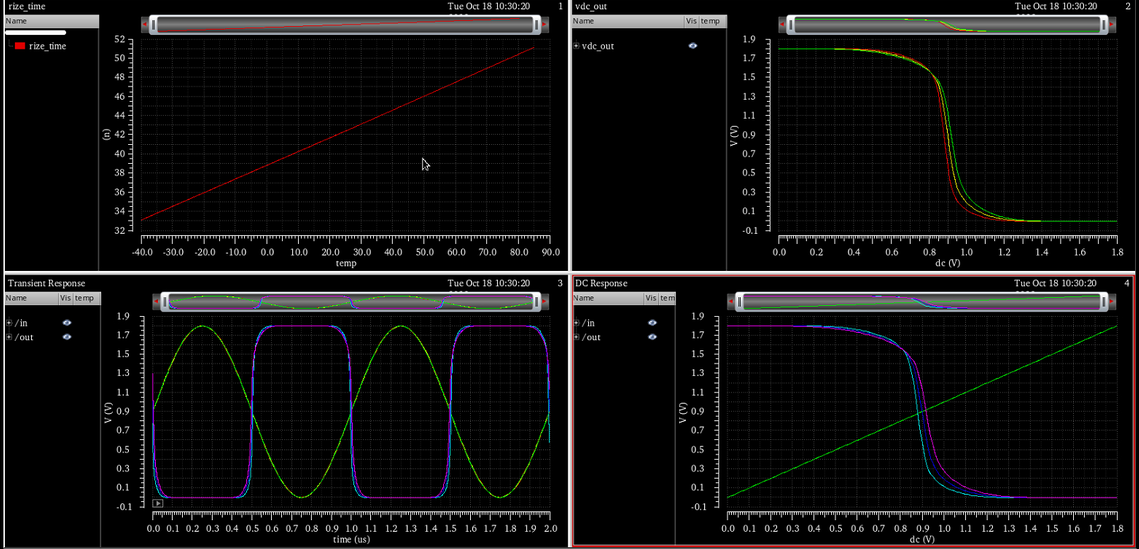 rize_time Tue Oct 18 10:30:20 1
Name
rize_time
52
50
48
46
44
42
40
38
36
34
32
(n)
-40.0 -30.0 -20.0 -10.0 0.0 10.0 20.0 30.0 40.0 50.0 60.0 70.0 80.0 90.0
temp
vdc_out Tue Oct 18 10:30:20 2
Name Vis temp
vdc_out
1.9
1.7
1.5
1.3
1.1
0.9
0.7
0.5
0.3
0.1
-0.1
V (V)
0.0 0.2 0.4 0.6 0.8 1.0 1.2 1.4 1.6 1.8
dc (V)
Transient Response Tue Oct 18 10:30:20 3
Name Vis temp
/in
/out
1.9
1.7
1.5
1.3
1.1
0.9
0.7
0.5
0.3
0.1
-0.1
V (V)
0.0 0.1 0.2 0.3 0.4 0.5 0.6 0.7 0.8 0.9 1.0 1.1 1.2 1.3 1.4 1.5 1.6 1.7 1.8 1.9 2.0
time (us)
DC Response Tue Oct 18 10:30:20 4
Name Vis tem
/in
/out
1.9
1.7
1.5
1.3
1.1
0.9
0.7
0.5
0.3
0.1
-0.1
V (V)
0.0 0.1 0.2 0.3 0.4 0.5 0.6 0.7 0.8 0.9 1.0 1.1 1.2 1.3 1.4 1.5 1.6 1.7 1.8
dc (V)